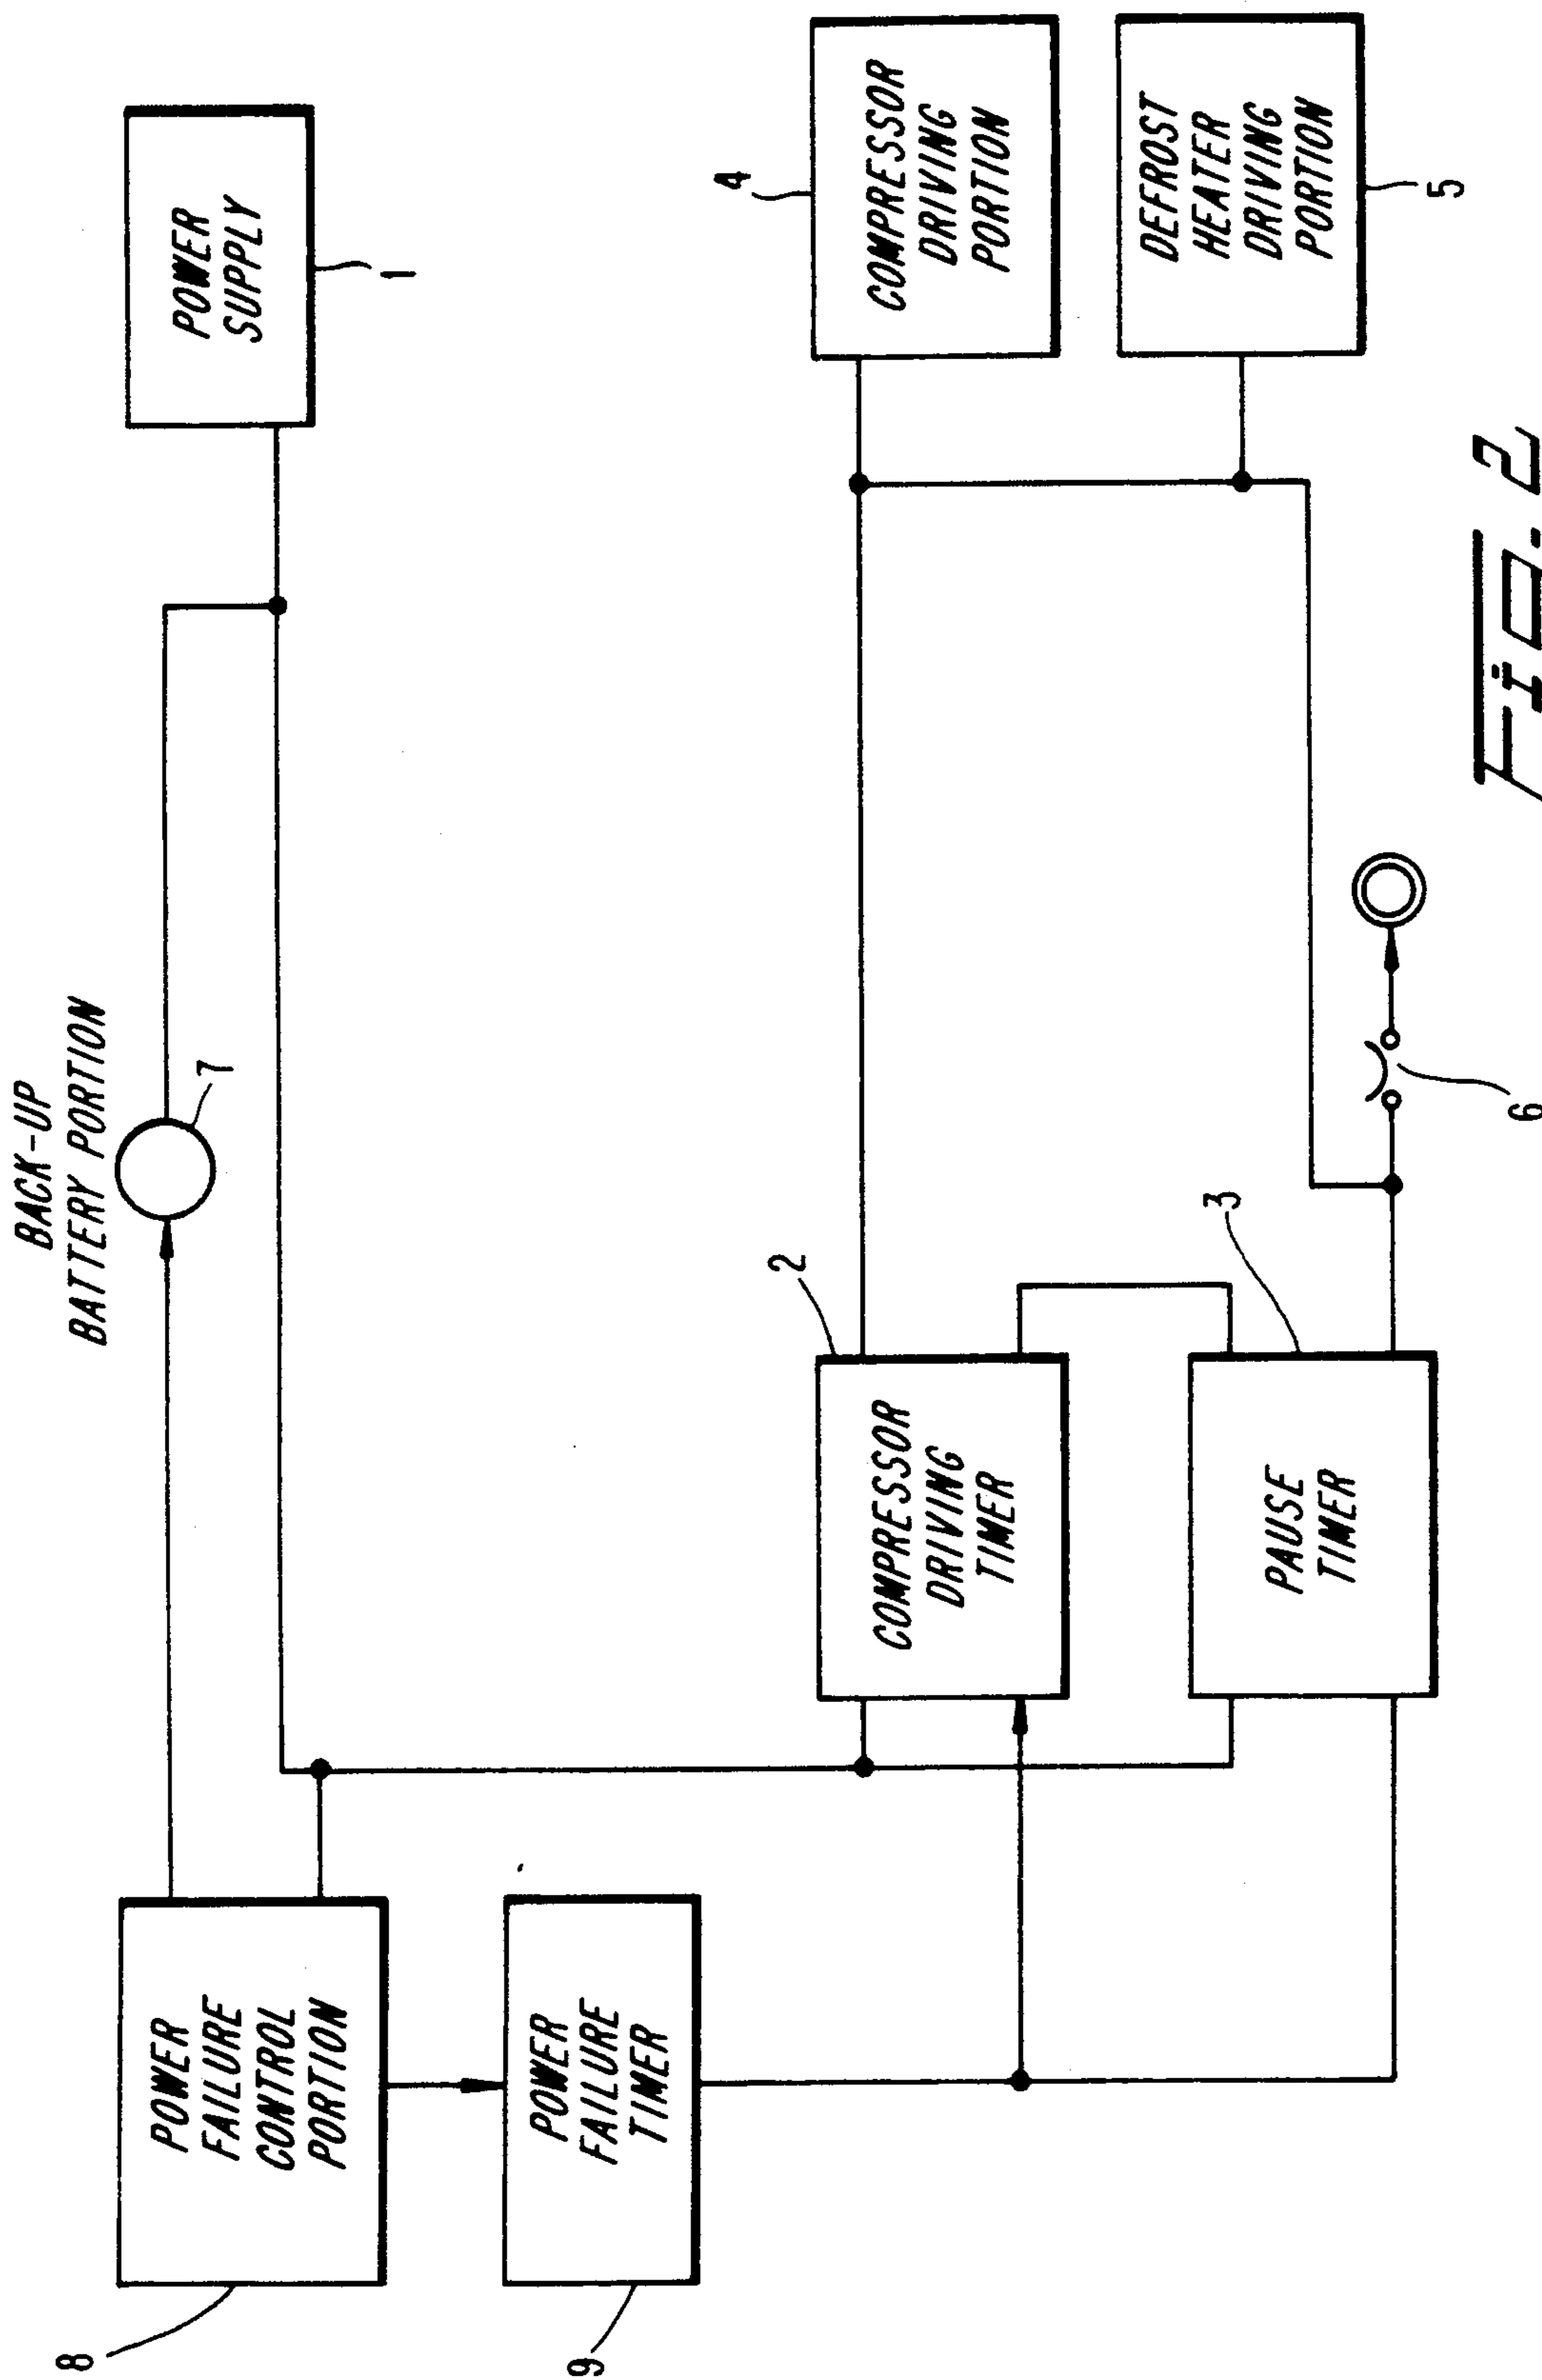 BACK-UP
BATTERY PORTION
7
POWER
SUPPLY
1
8
POWER
FAILURE
CONTROL
PORTION
9
POWER
FAILURE
TIMER
2
COMPRESSOR
DRIVING
TIMER
3
PAUSE
TIMER
4
COMPRESSOR
DRIVING
PORTION
DEFROST
HEATER
DRIVING
PORTION
5
6
FIG. 2